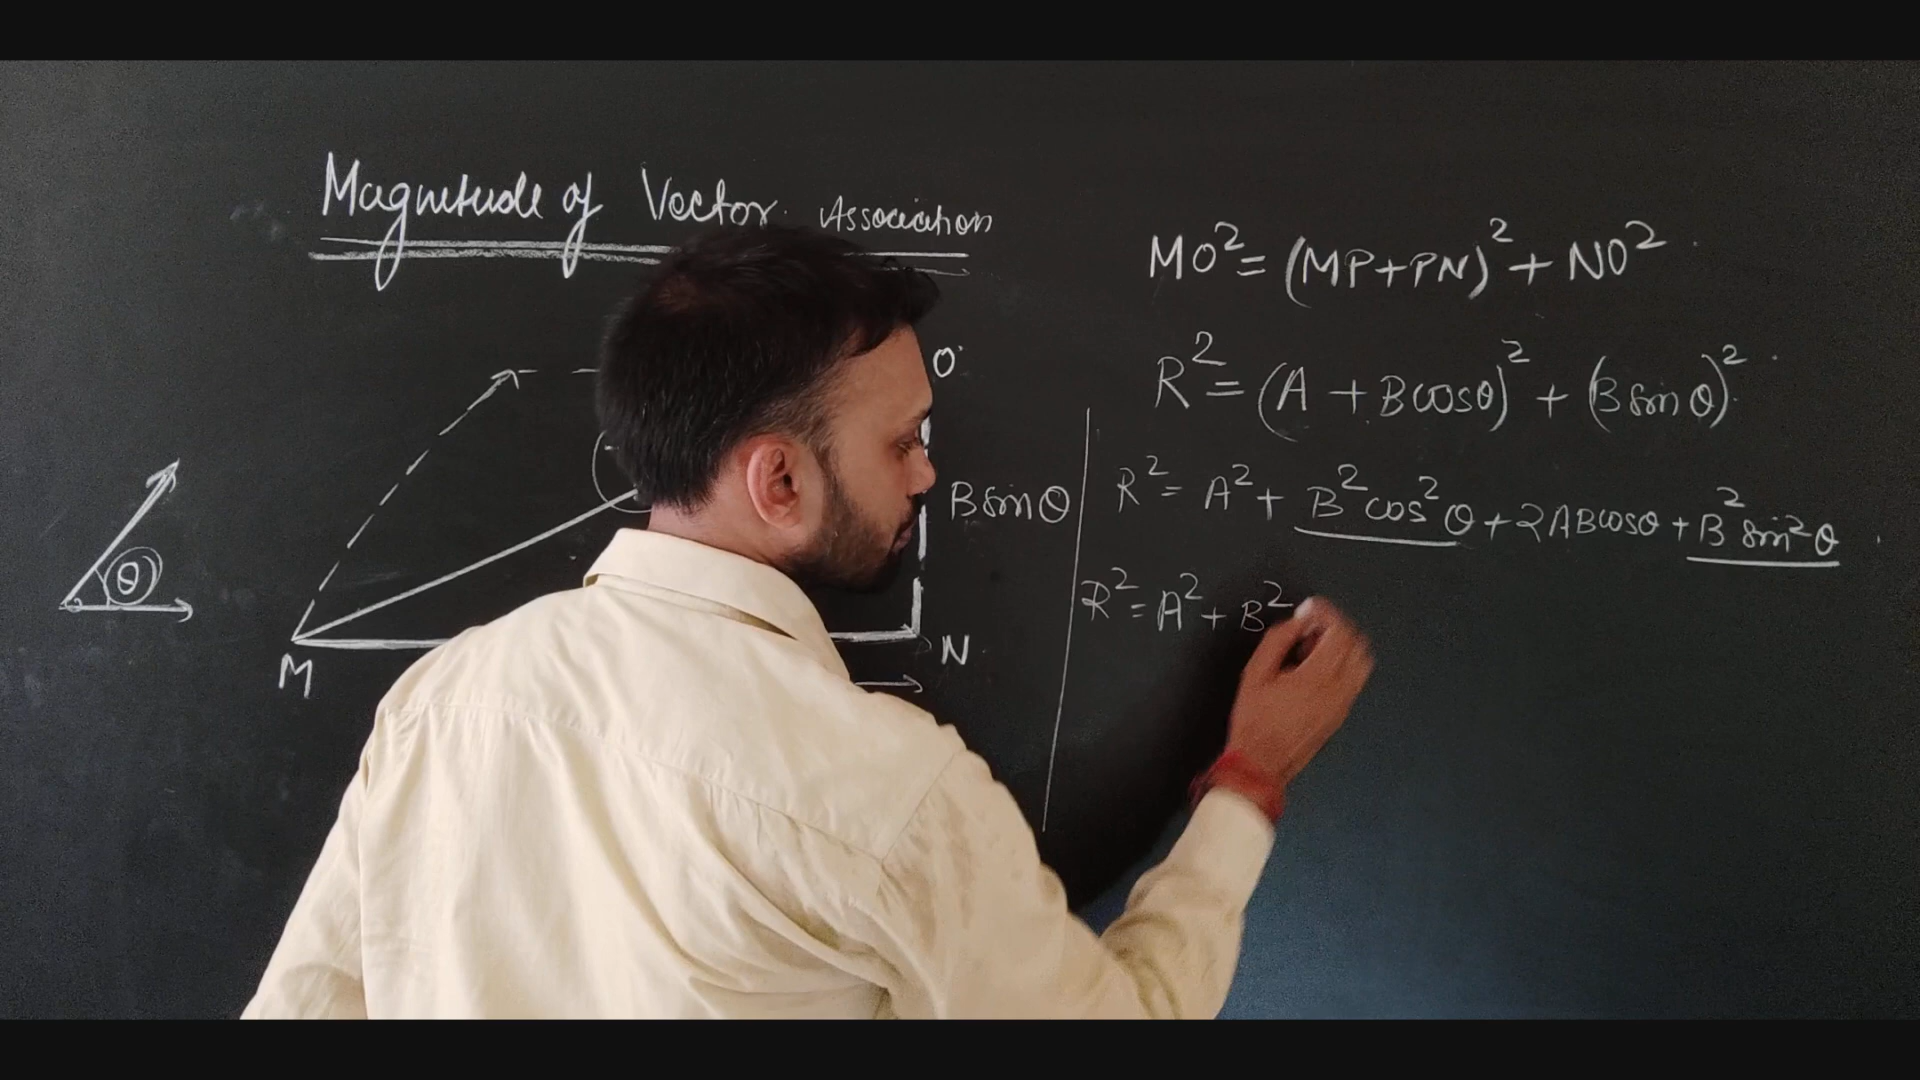 Magnitude of Vector Association
MO²= (MP+PN)² + NO²
R²= (A + Bcosθ)² + (Bsinθ)²
R²= A² + B²cos²θ + 2ABcosθ + B²sin²θ
R²= A² + B²
O
Bsinθ
θ
M
N